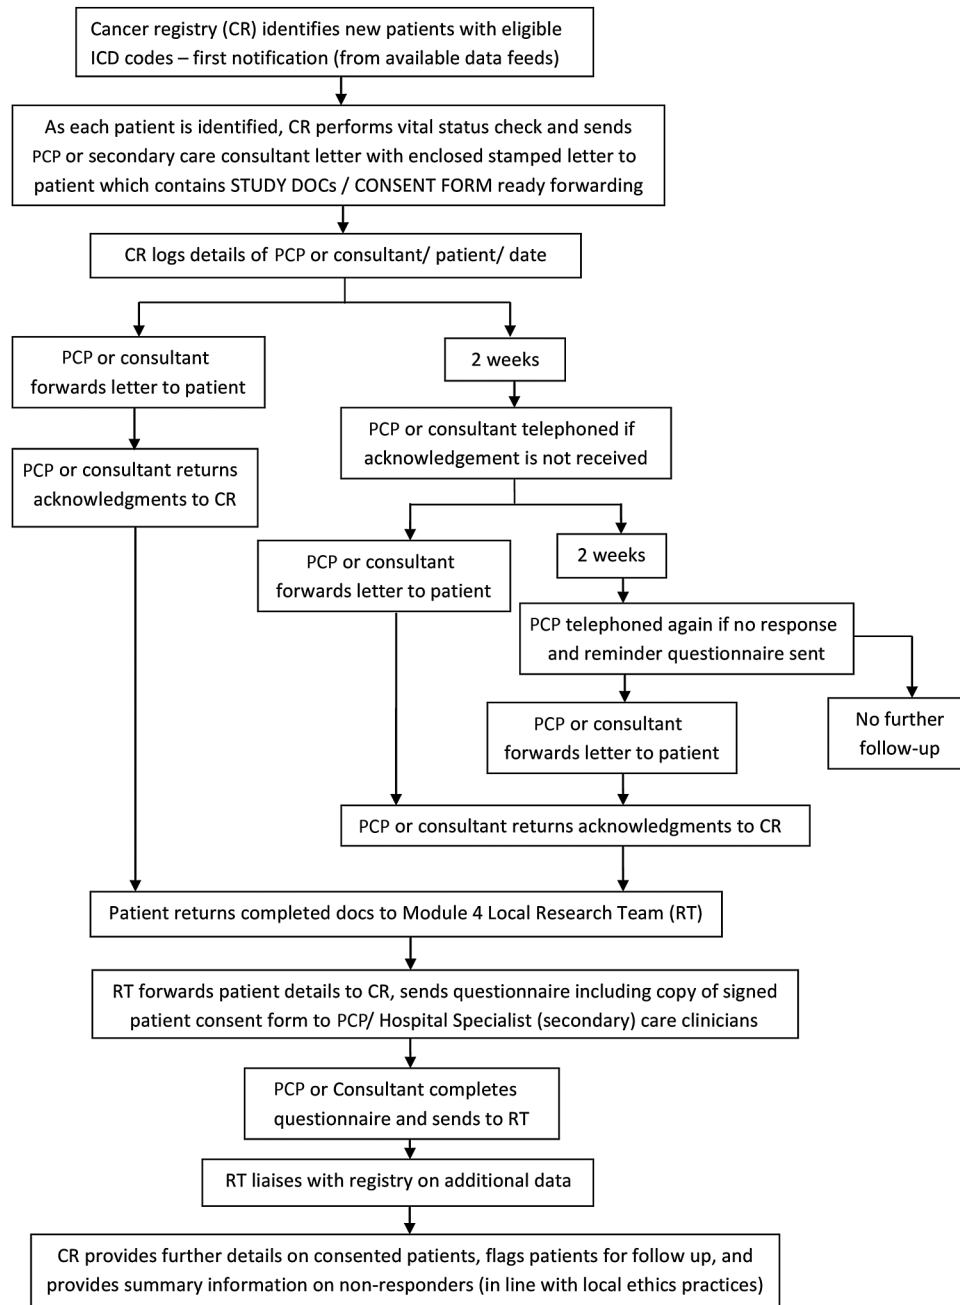 Cancer registry (CR) identifies new patients with eligible
ICD codes – first notification (from available data feeds)
As each patient is identified, CR performs vital status check and sends
PCP or secondary care consultant letter with enclosed stamped letter to
patient which contains STUDY DOCs / CONSENT FORM ready forwarding
CR logs details of PCP or consultant/ patient/ date
PCP or consultant
forwards letter to patient
2 weeks
PCP or consultant telephoned if
acknowledgement is not received
PCP or consultant returns
acknowledgments to CR
PCP or consultant
forwards letter to patient
2 weeks
PCP telephoned again if no response
and reminder questionnaire sent
No further
follow-up
PCP or consultant
forwards letter to patient
PCP or consultant returns acknowledgments to CR
Patient returns completed docs to Module 4 Local Research Team (RT)
RT forwards patient details to CR, sends questionnaire including copy of signed
patient consent form to PCP/ Hospital Specialist (secondary) care clinicians
PCP or Consultant completes
questionnaire and sends to RT
RT liaises with registry on additional data
CR provides further details on consented patients, flags patients for follow up, and
provides summary information on non-responders (in line with local ethics practices)